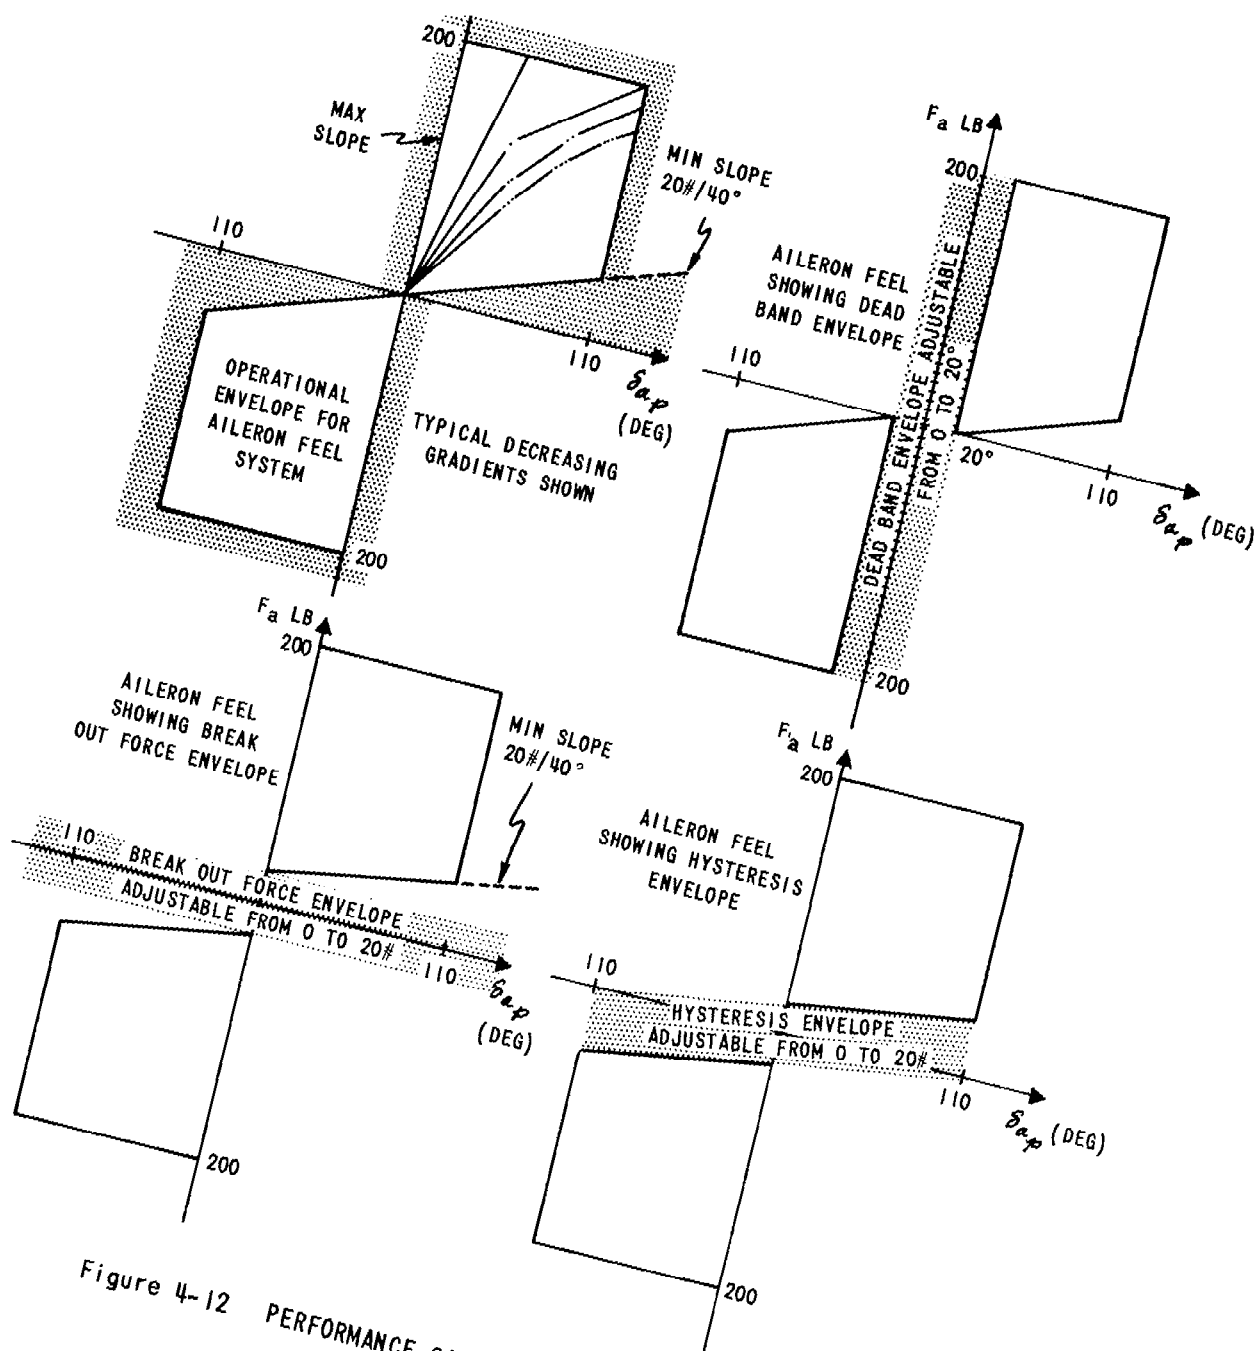 200
MAX
SLOPE
MIN SLOPE
20#/40°
110
110
δap
(DEG)
OPERATIONAL
ENVELOPE FOR
AILERON FEEL
SYSTEM
TYPICAL DECREASING
GRADIENTS SHOWN
200
Fa LB
200
AILERON FEEL
SHOWING DEAD
BAND ENVELOPE
DEAD BAND ENVELOPE ADJUSTABLE
FROM 0 TO 20°
110
20°
110
δap (DEG)
200
Fa LB
200
AILERON FEEL
SHOWING BREAK
OUT FORCE ENVELOPE
MIN SLOPE
20#/40°
110
BREAK OUT FORCE ENVELOPE
ADJUSTABLE FROM 0 TO 20#
110
δap
(DEG)
200
Fa LB
200
AILERON FEEL
SHOWING HYSTERESIS
ENVELOPE
110
HYSTERESIS ENVELOPE
ADJUSTABLE FROM 0 TO 20#
110
δap (DEG)
200
Figure 4-12 PERFORMANCE